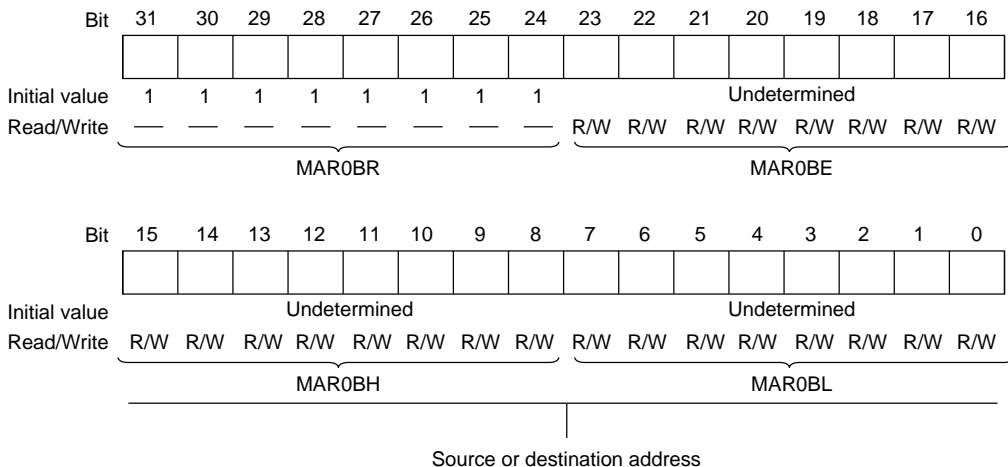 Bit 31 30 29 28 27 26 25 24 23 22 21 20 19 18 17 16
Initial value 1 1 1 1 1 1 1 1 Undetermined
Read/Write — — — — — — — — R/W R/W R/W R/W R/W R/W R/W R/W
MAR0BR MAR0BE
Bit 15 14 13 12 11 10 9 8 7 6 5 4 3 2 1 0
Initial value Undetermined Undetermined
Read/Write R/W R/W R/W R/W R/W R/W R/W R/W R/W R/W R/W R/W R/W R/W R/W R/W
MAR0BH MAR0BL
Source or destination address